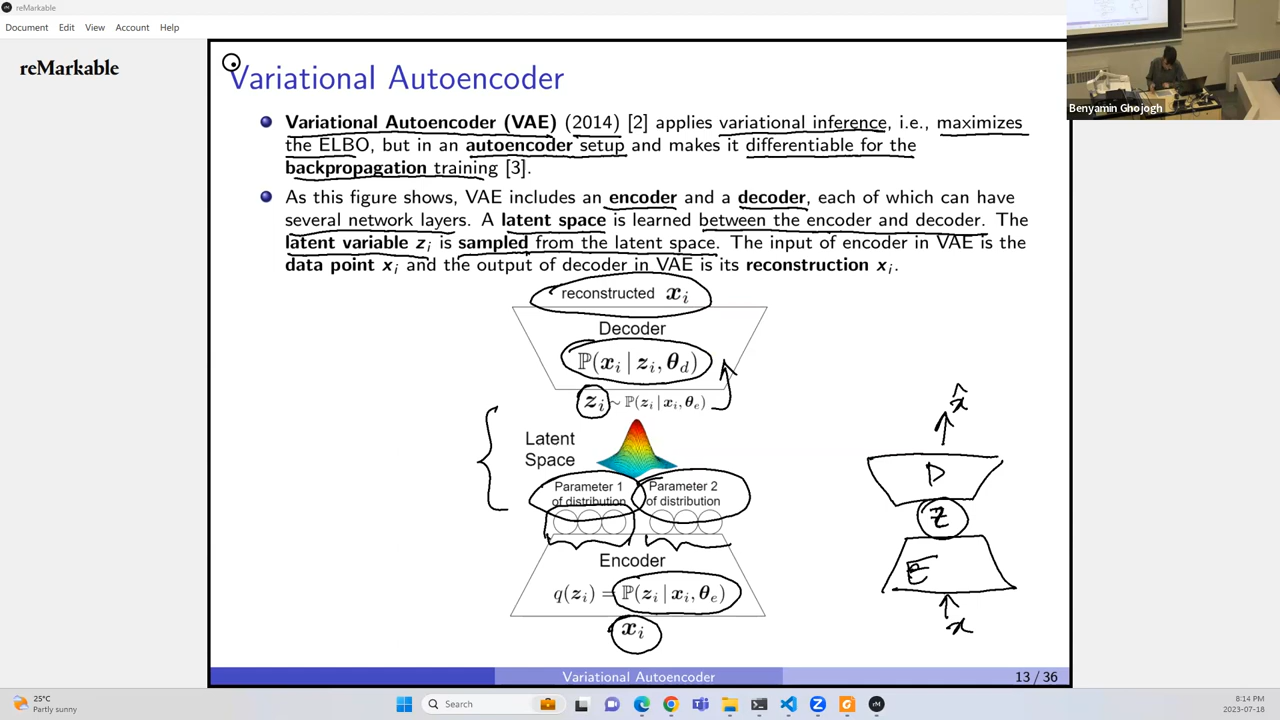 reMarkable
Document Edit View Account Help
reMarkable
Benyamin Ghojogh
Variational Autoencoder
Variational Autoencoder (VAE) (2014) [2] applies variational inference, i.e., maximizes
the ELBO, but in an autoencoder setup and makes it differentiable for the
backpropagation training [3].
As this figure shows, VAE includes an encoder and a decoder, each of which can have
several network layers. A latent space is learned between the encoder and decoder. The
latent variable z_i is sampled from the latent space. The input of encoder in VAE is the
data point x_i and the output of decoder in VAE is its reconstruction x_i.
reconstructed x_i
Decoder
ℙ(x_i | z_i, θ_d)
z_i ~ ℙ(z_i | x_i, θ_e)
Latent
Space
Parameter 1 of distribution
Parameter 2 of distribution
Encoder
q(z_i) = ℙ(z_i | x_i, θ_e)
x_i
x̂
D
z
E
x
Variational Autoencoder 13 / 36
25°C
Partly sunny
Search
8:14 PM
2023-07-18